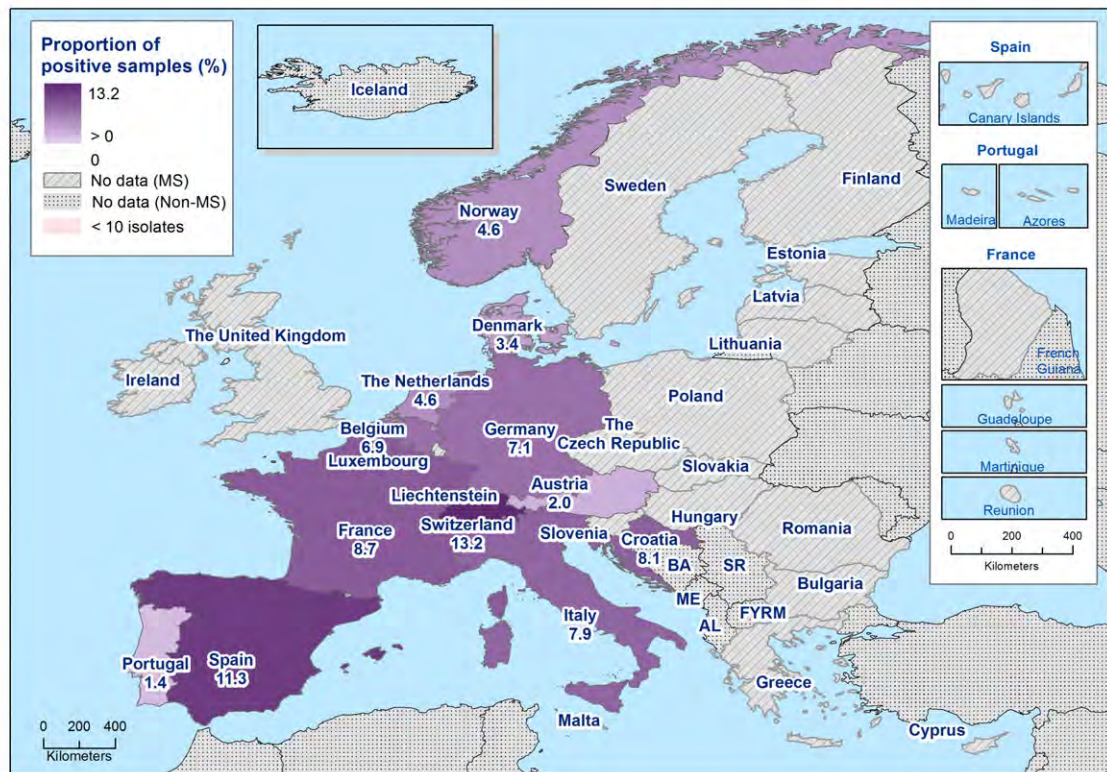 Proportion of
positive samples (%)
13.2
> 0
0
No data (MS)
No data (Non-MS)
< 10 isolates
Iceland
Norway
4.6
Sweden
Finland
Estonia
Latvia
Lithuania
Denmark
3.4
The United Kingdom
Ireland
The Netherlands
4.6
Belgium
6.9
Luxembourg
Germany
7.1
Poland
The
Czech Republic
Slovakia
Austria
2.0
Liechtenstein
Switzerland
13.2
France
8.7
Hungary
Slovenia
Croatia
8.1
Romania
BA
SR
Bulgaria
ME
FYRM
AL
Italy
7.9
Portugal
1.4
Spain
11.3
Greece
Malta
Cyprus
0 200 400
Kilometers
Spain
Canary Islands
Portugal
Madeira
Azores
France
French
Guiana
Guadeloupe
Martinique
Reunion
0 200 400
Kilometers